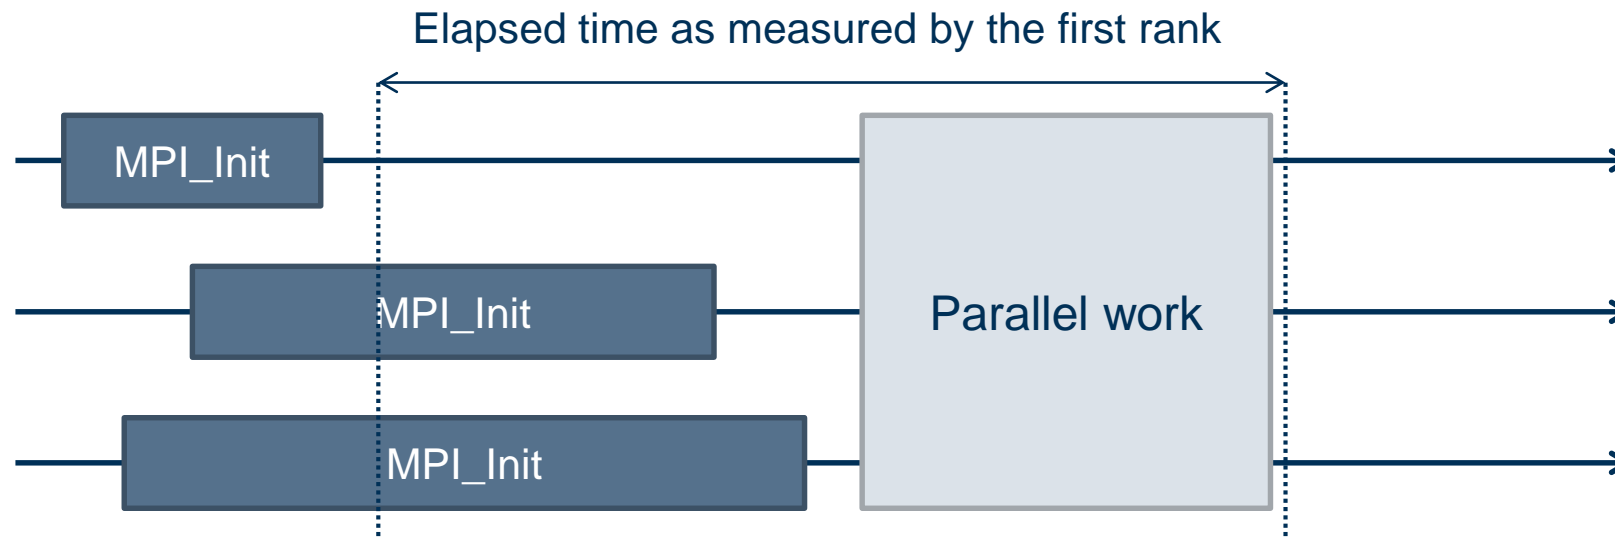 Elapsed time as measured by the first rank
MPI_Init
MPI_Init
Parallel work
MPI_Init